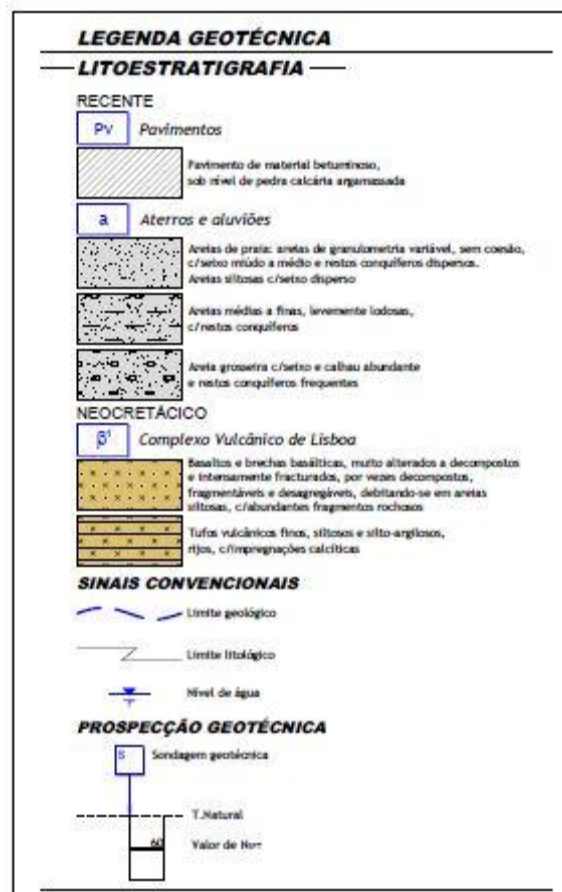 LEGENDA GEOTÉCNICA
LITOESTRATIGRAFIA
RECENTE
Pv Pavimentos
Pavimento de material betuminoso,
sob nível de pedra calcária argamassada
a Aterros e aluviões
Areias de praia: areias de granulometria variável, sem coesão,
c/seixo miúdo a médio e restos conquíferos dispersos.
Areias siltosas c/seixo disperso
Areias médias a finas, levemente lodosas,
c/restos conquíferos
Areia grosseira c/seixo e calhau abundante
e restos conquíferos frequentes
NEOCRETÁCICO
β¹ Complexo Vulcânico de Lisboa
Basaltos e brechas basálticas, muito alterados a decompostos
e intensamente fracturados, por vezes decompostos,
fragmentáveis e desagregáveis, debitando-se em areias
siltosas, c/abundantes fragmentos rochosos
Tufos vulcânicos finos, siltosos e silto-argilosos,
rijos, c/impregnações calcíticas
SINAIS CONVENCIONAIS
Limite geológico
Limite litológico
Nível de água
PROSPECÇÃO GEOTÉCNICA
S Sondagem geotécnica
T.Natural
60 Valor de